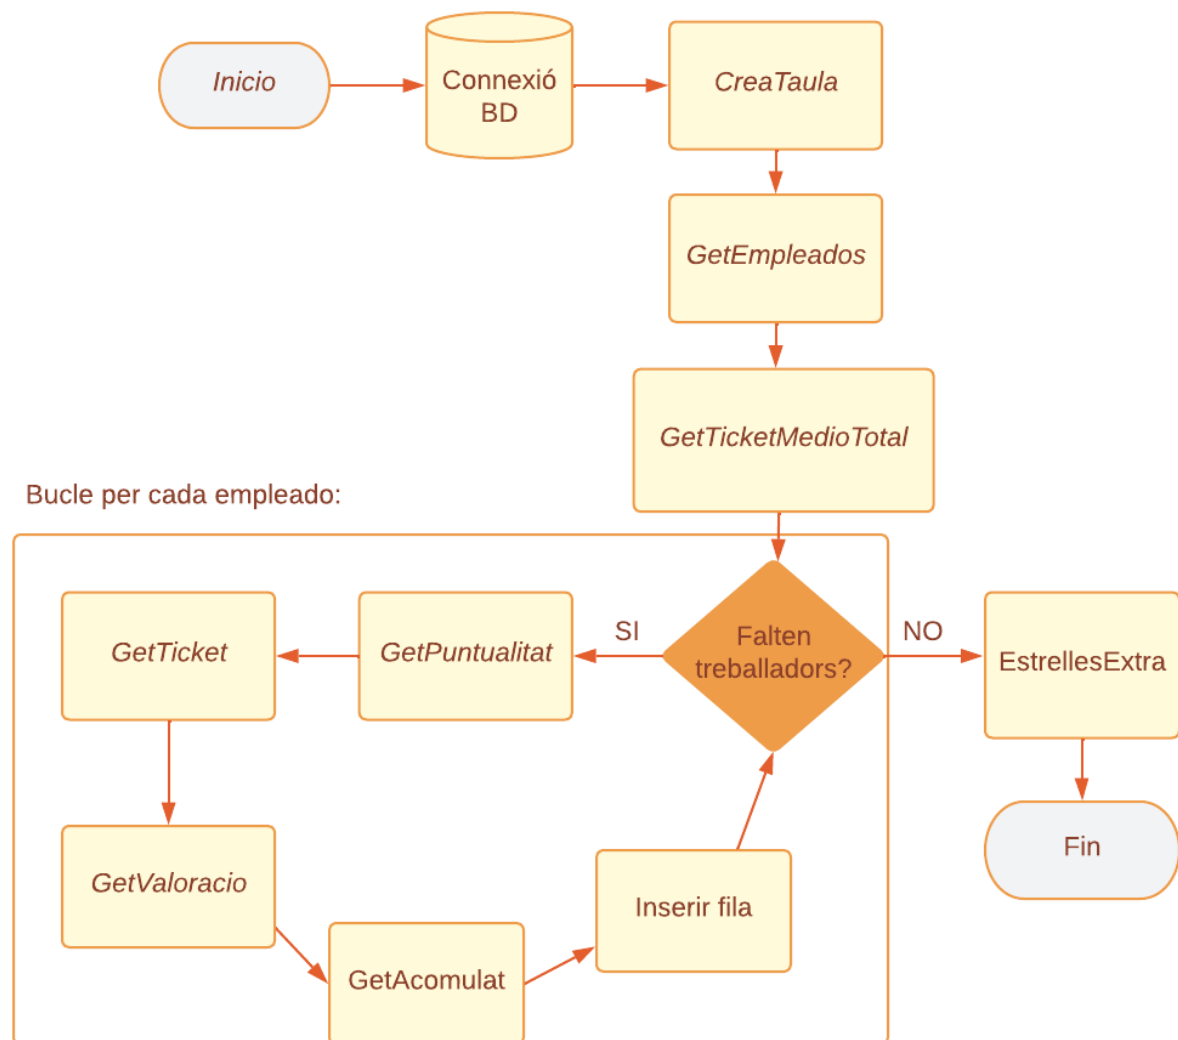 Inicio
Connexió
BD
CreaTaula
GetEmpleados
GetTicketMedioTotal
Bucle per cada empleado:
Falten
treballadors?
SI
NO
GetPuntualitat
GetTicket
GetValoracio
GetAcomulat
Inserir fila
EstrellesExtra
Fin